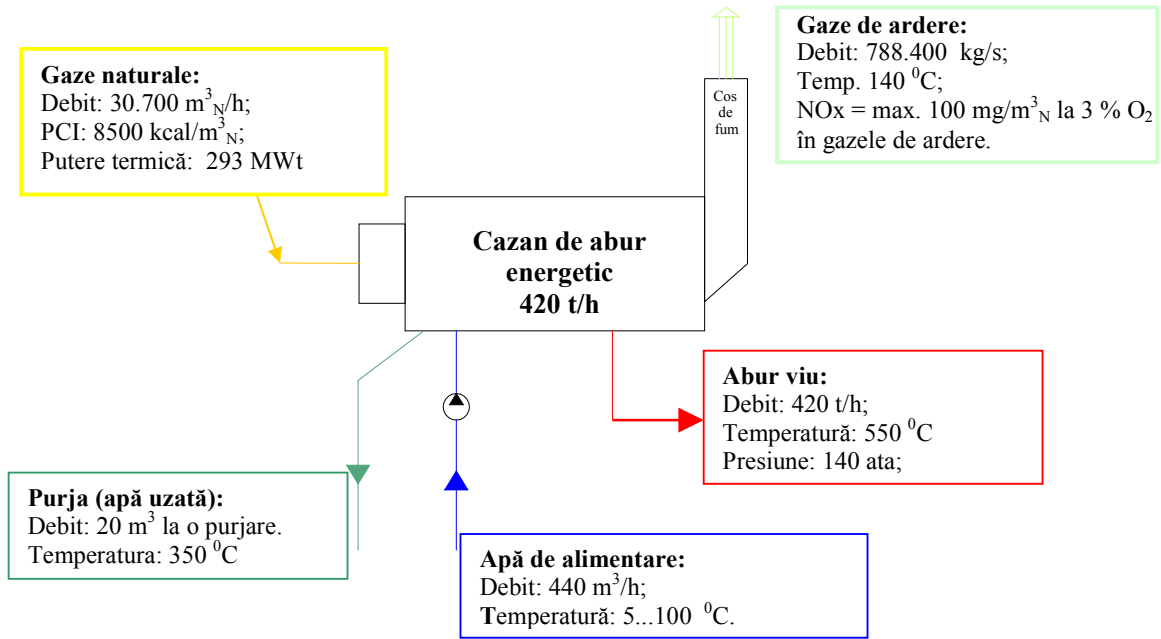 Gaze naturale:
Debit: 30.700 m³N/h;
PCI: 8500 kcal/m³N;
Putere termică: 293 MWt
Cos
de
fum
Gaze de ardere:
Debit: 788.400 kg/s;
Temp. 140 ⁰C;
NOx = max. 100 mg/m³N la 3 % O₂
în gazele de ardere.
Cazan de abur
energetic
420 t/h
Abur viu:
Debit: 420 t/h;
Temperatură: 550 ⁰C
Presiune: 140 ata;
Purja (apă uzată):
Debit: 20 m³ la o purjare.
Temperatura: 350 ⁰C
Apă de alimentare:
Debit: 440 m³/h;
Temperatură: 5...100 ⁰C.